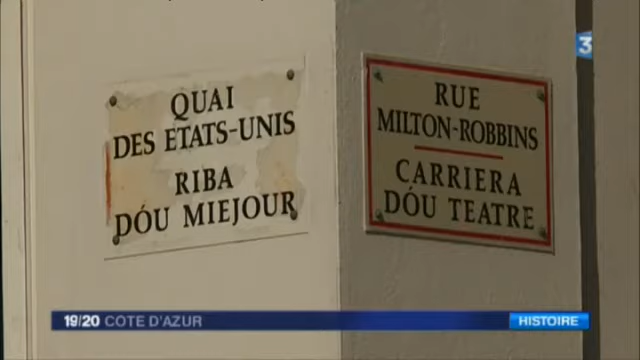 QUAI
DES ETATS-UNIS
RIBA
DÓU MIEJOUR
RUE
MILTON-ROBBINS
CARRIERA
DÓU TEATRE
3
19/20 COTE D'AZUR
HISTOIRE